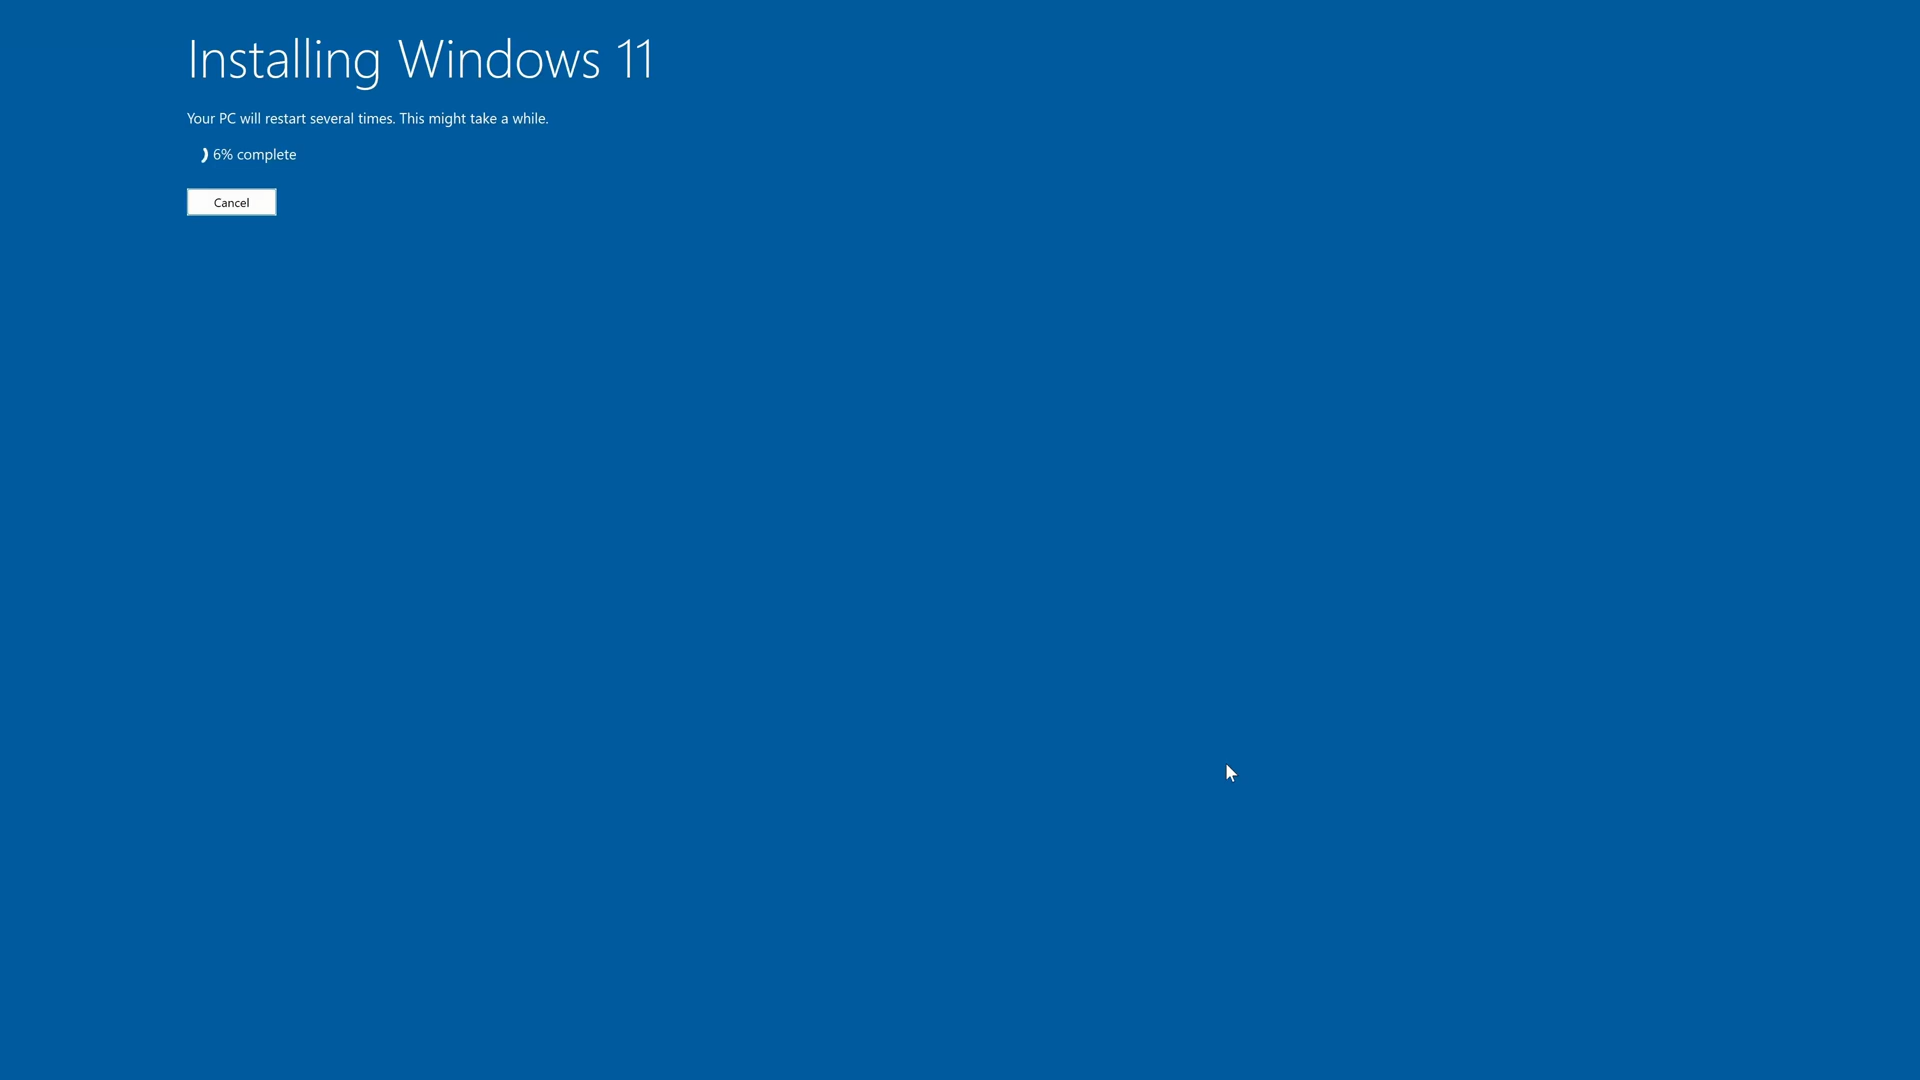 Installing Windows 11
Your PC will restart several times. This might take a while.
6% complete
Cancel